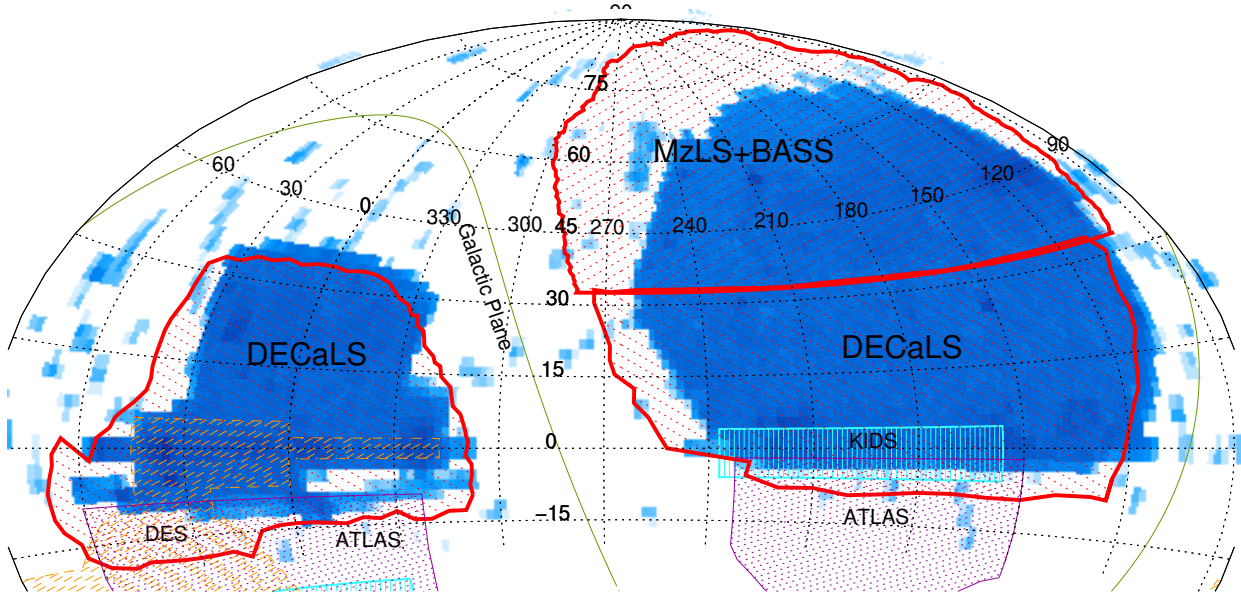 90
75
MzLS+BASS
90
60
60
120
30
150
0
180
330
210
300
45
270
240
Galactic Plane
30
DECaLS
DECaLS
15
0
KIDS
−15
ATLAS
DES
ATLAS